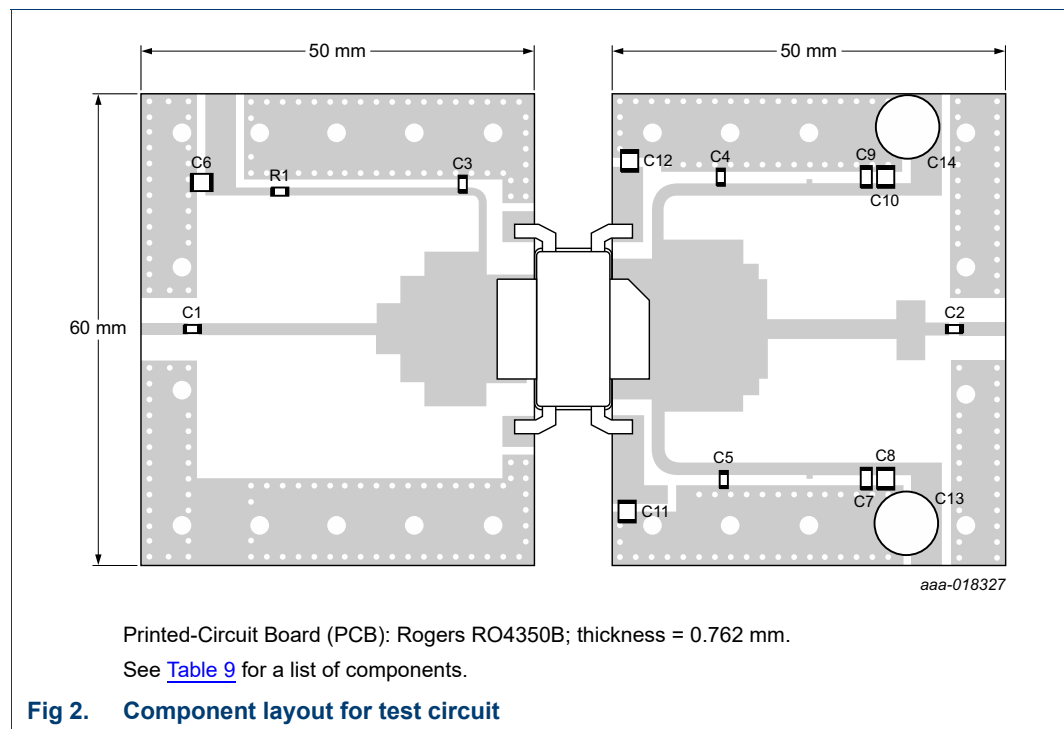 50 mm
50 mm
C6
R1
C3
C12
C4
C9
C14
C10
60 mm
C1
C2
C5
C8
C11
C7
C13
aaa-018327
Printed-Circuit Board (PCB): Rogers RO4350B; thickness = 0.762 mm.
See Table 9 for a list of components.
Fig 2. Component layout for test circuit